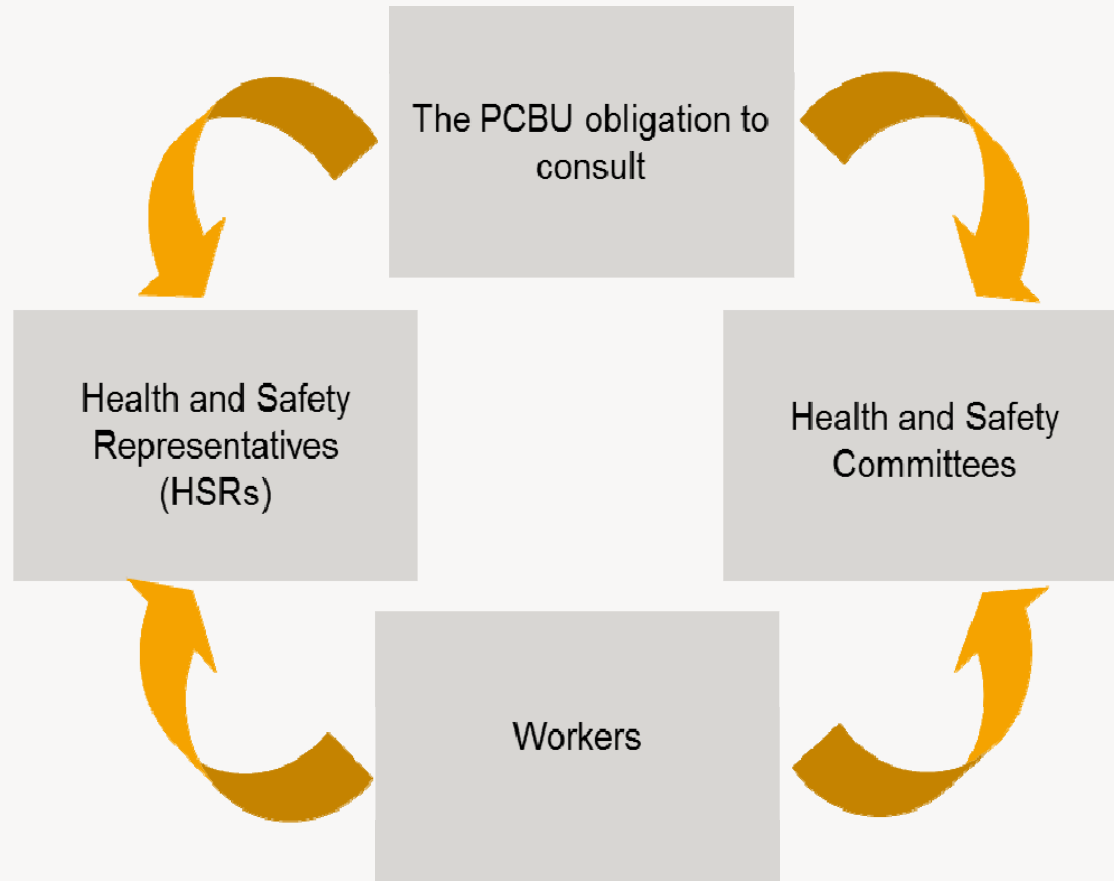 The PCBU obligation to
consult
Health and Safety
Representatives
(HSRs)
Health and Safety
Committees
Workers